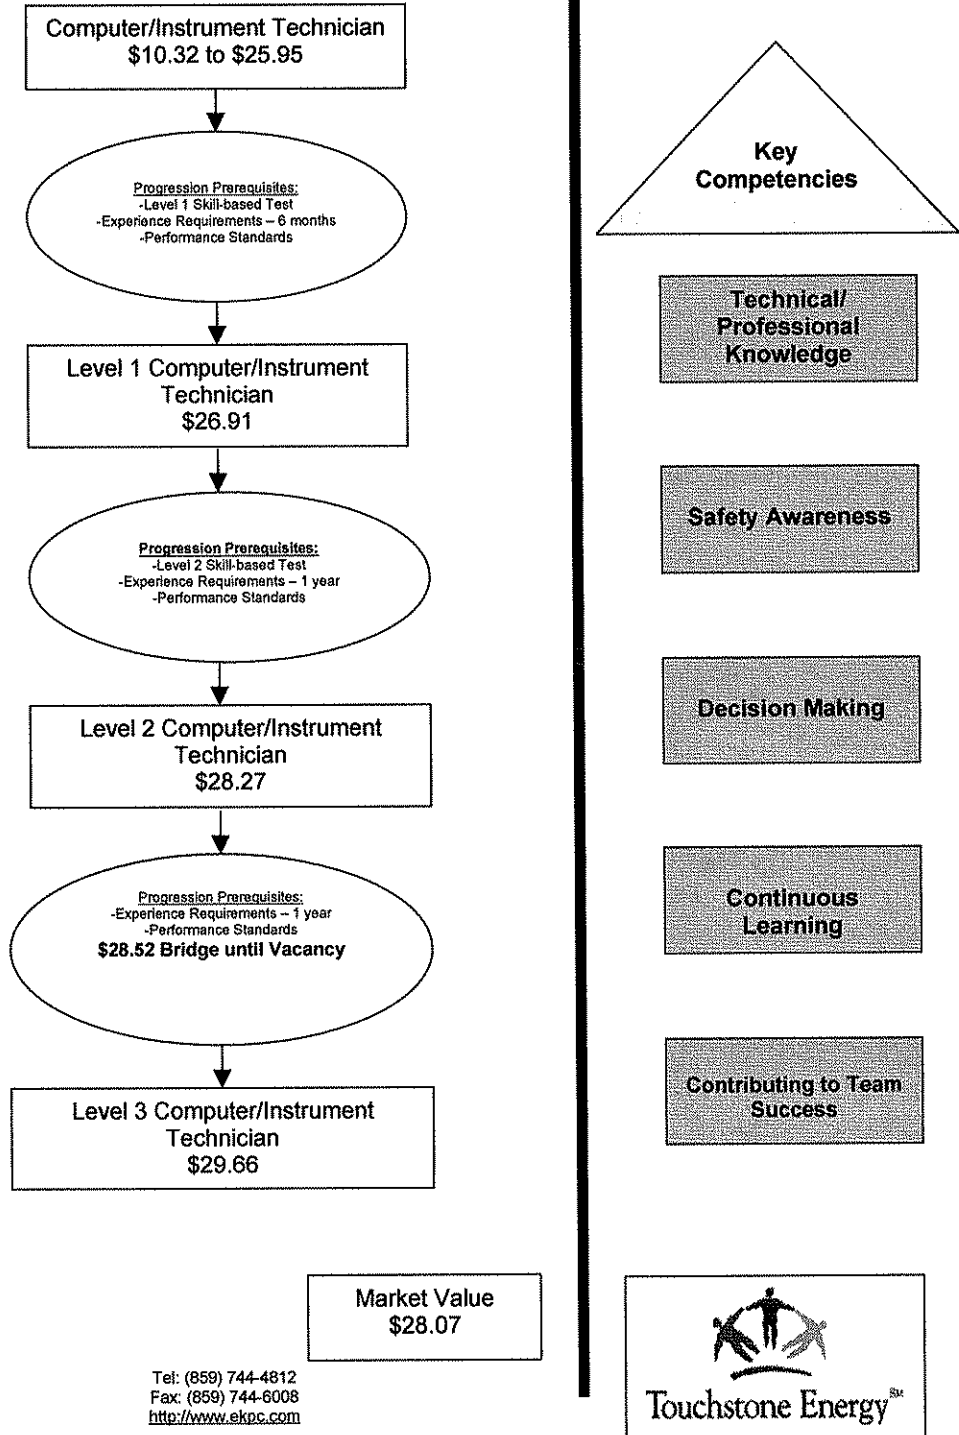 Computer/Instrument Technician
$10.32 to $25.95
Progression Prerequisites:
-Level 1 Skill-based Test
-Experience Requirements – 6 months
-Performance Standards
Level 1 Computer/Instrument
Technician
$26.91
Progression Prerequisites:
-Level 2 Skill-based Test
-Experience Requirements – 1 year
-Performance Standards
Level 2 Computer/Instrument
Technician
$28.27
Progression Prerequisites:
-Experience Requirements – 1 year
-Performance Standards
$28.52 Bridge until Vacancy
Level 3 Computer/Instrument
Technician
$29.66
Market Value
$28.07
Tel: (859) 744-4812
Fax: (859) 744-6008
http://www.ekpc.com
Key
Competencies
Technical/
Professional
Knowledge
Safety Awareness
Decision Making
Continuous
Learning
Contributing to Team
Success
Touchstone Energy℠